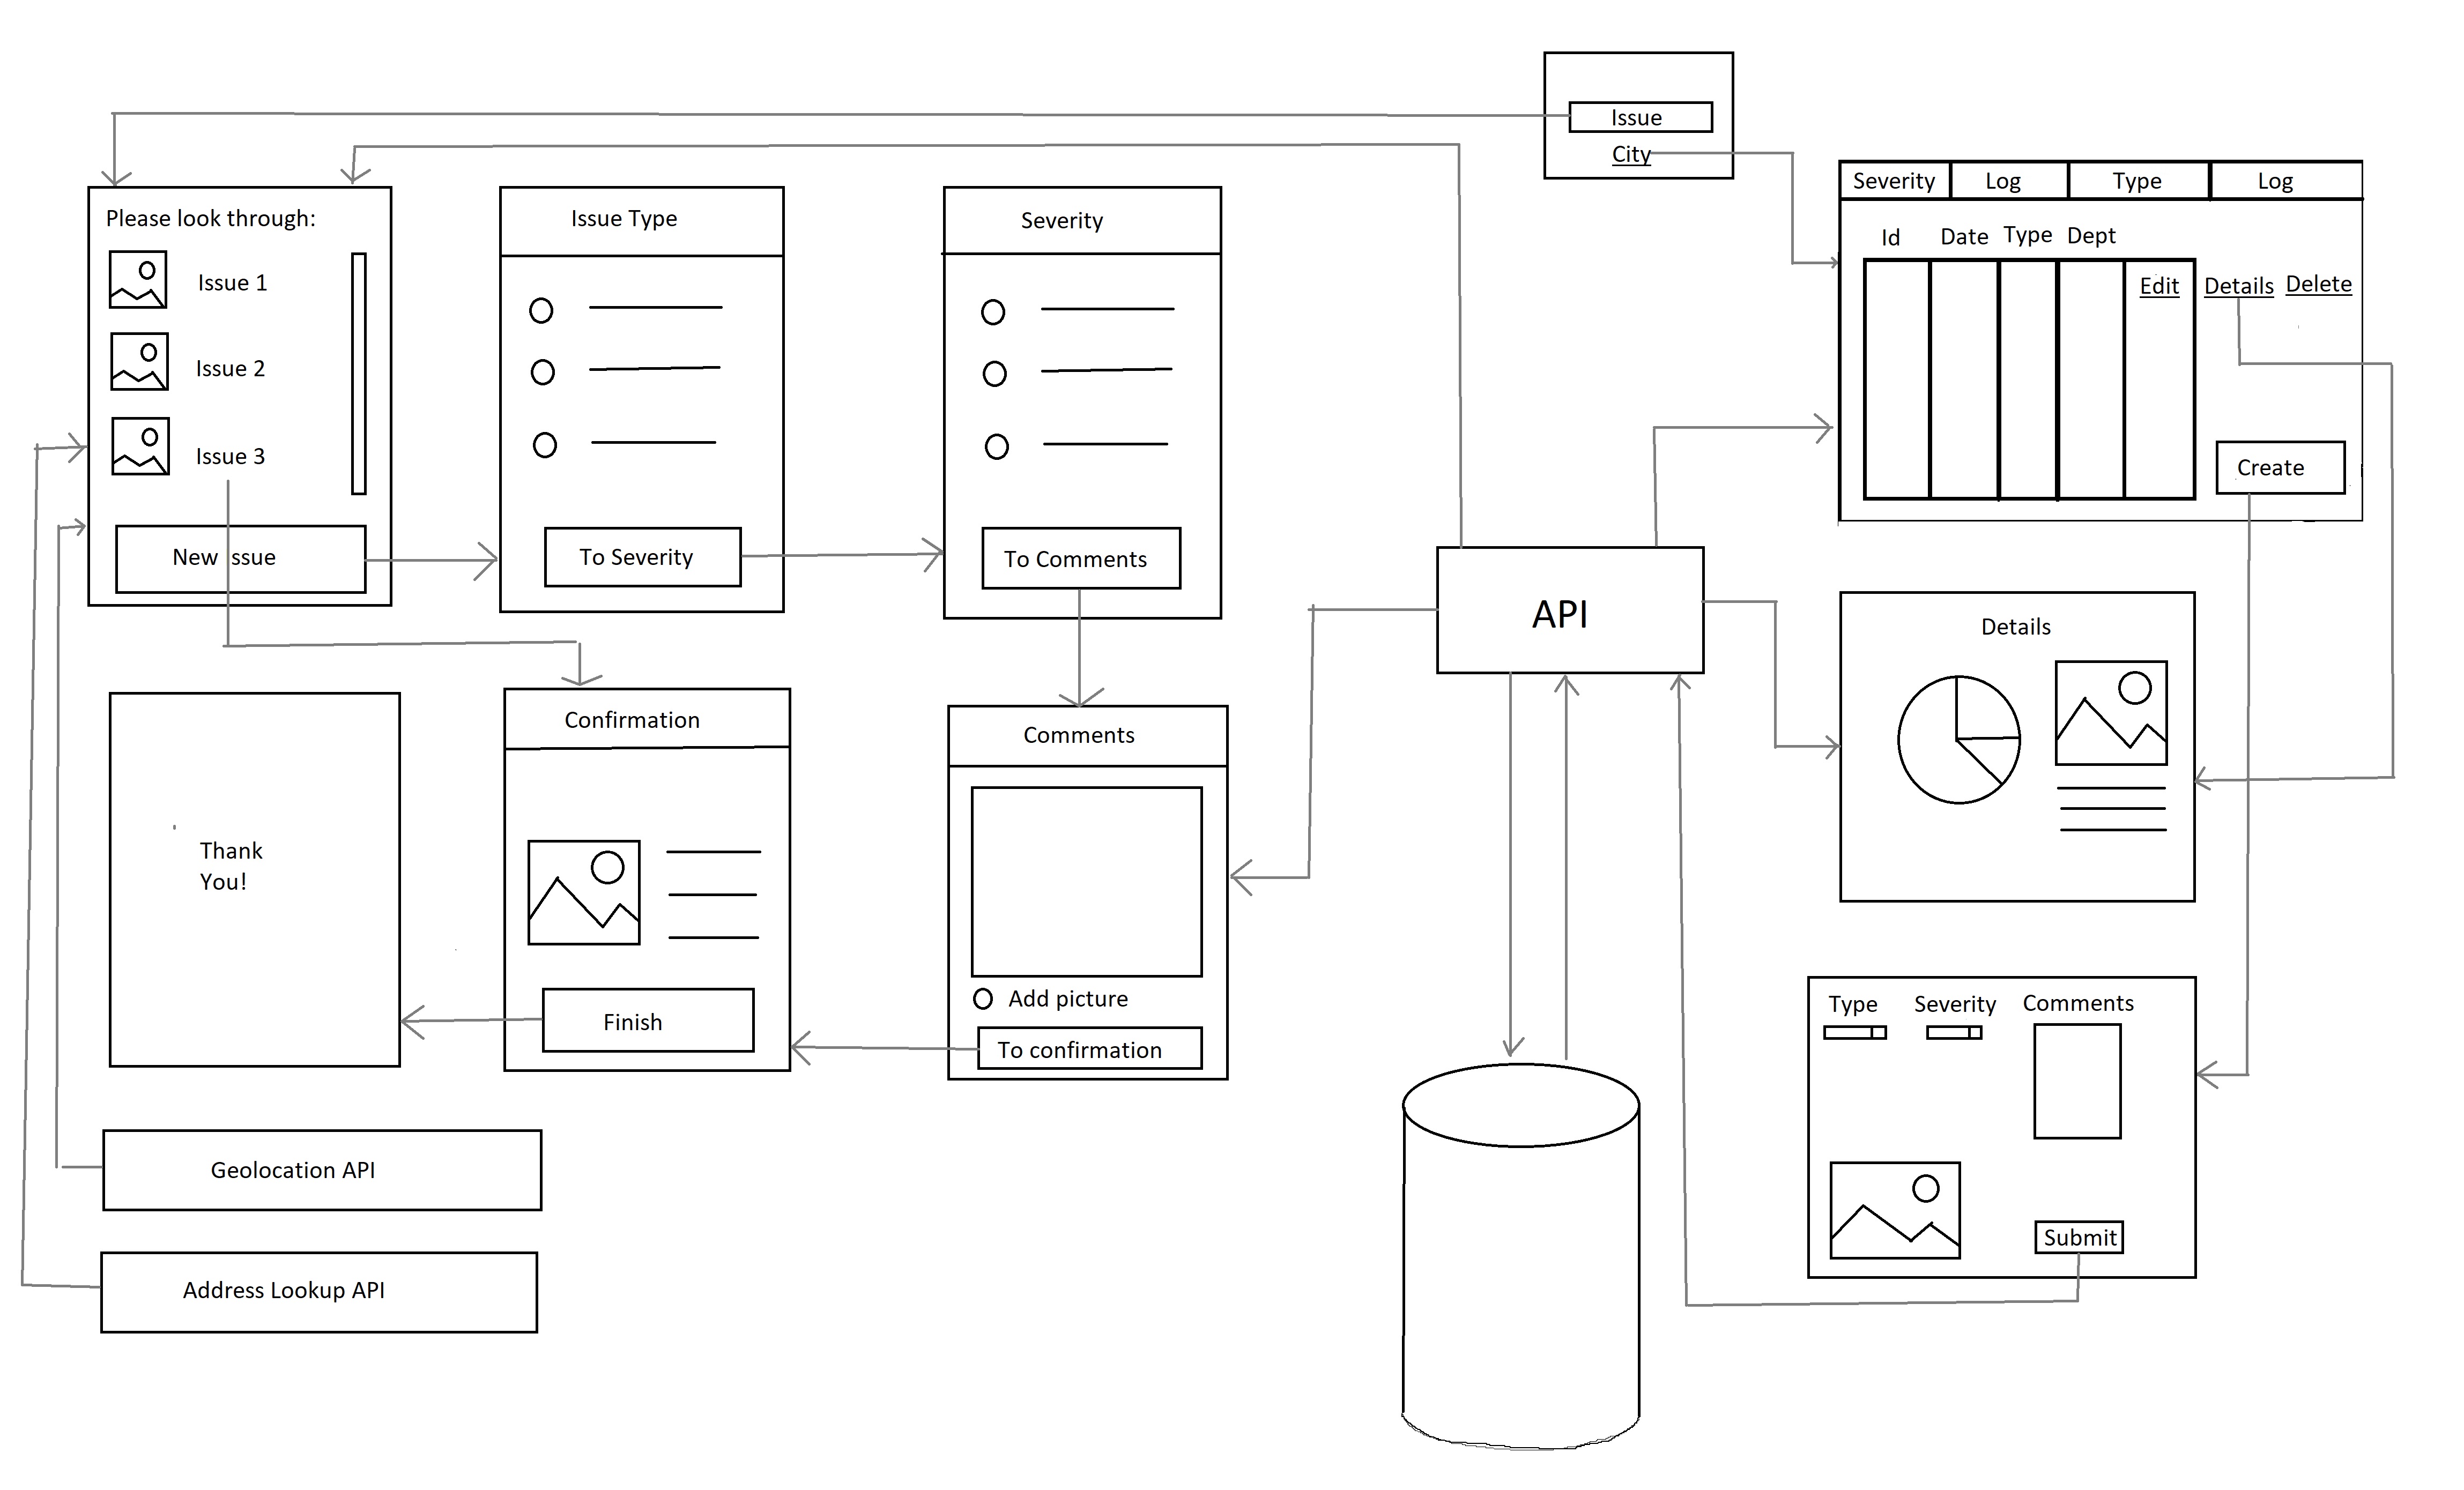 Issue
City
Please look through:
Issue 1
Issue 2
Issue 3
New Issue
Issue Type
To Severity
Severity
To Comments
Severity Log Type Log
Id Date Type Dept
Edit Details Delete
Create
API
Details
Thank
You!
Confirmation
Finish
Comments
Add picture
To confirmation
Type Severity Comments
Submit
Geolocation API
Address Lookup API